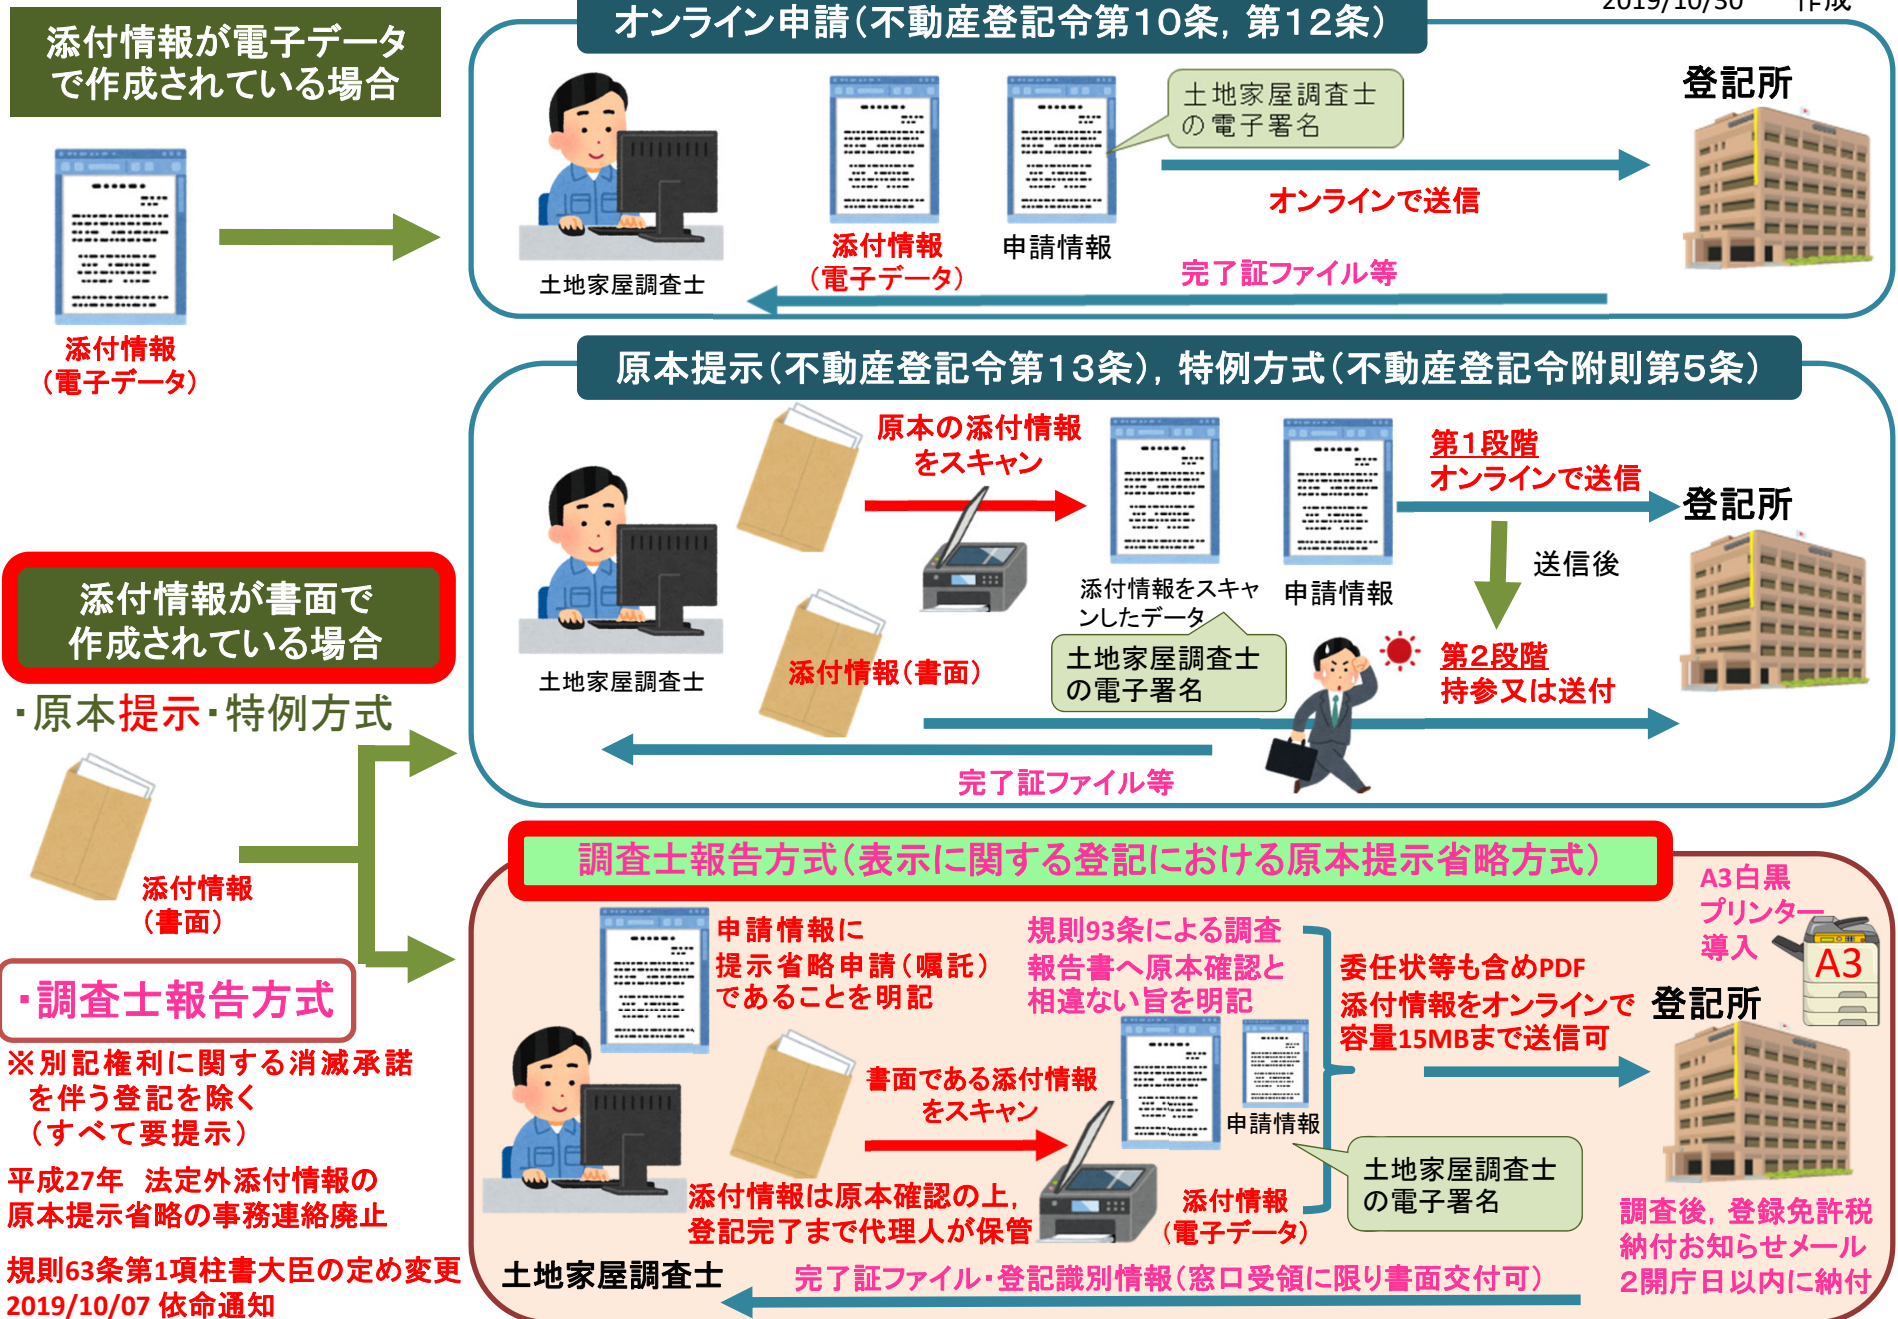 2019/10/30 作成
添付情報が電子データ
で作成されている場合
添付情報
（電子データ）
オンライン申請（不動産登記令第10条，第12条）
土地家屋調査士
添付情報
（電子データ）
申請情報
土地家屋調査士
の電子署名
オンラインで送信
登記所
完了証ファイル等
原本提示（不動産登記令第13条），特例方式（不動産登記令附則第5条）
土地家屋調査士
原本の添付情報
をスキャン
添付情報（書面）
添付情報をスキャ
ンしたデータ
申請情報
土地家屋調査士
の電子署名
第1段階
オンラインで送信
送信後
第2段階
持参又は送付
登記所
完了証ファイル等
添付情報が書面で
作成されている場合
・原本提示・特例方式
添付情報
（書面）
・調査士報告方式
※別記権利に関する消滅承諾
を伴う登記を除く
（すべて要提示）
平成27年 法定外添付情報の
原本提示省略の事務連絡廃止
規則63条第1項柱書大臣の定め変更
2019/10/07 依命通知
調査士報告方式（表示に関する登記における原本提示省略方式）
申請情報に
提示省略申請（嘱託）
であることを明記
規則93条による調査
報告書へ原本確認と
相違ない旨を明記
委任状等も含めPDF
添付情報をオンラインで
容量15MBまで送信可
A3白黒
プリンター
導入
A3
登記所
書面である添付情報
をスキャン
申請情報
土地家屋調査士
の電子署名
添付情報は原本確認の上，
登記完了まで代理人が保管
添付情報
（電子データ）
土地家屋調査士
調査後，登録免許税
納付お知らせメール
２開庁日以内に納付
完了証ファイル・登記識別情報（窓口受領に限り書面交付可）